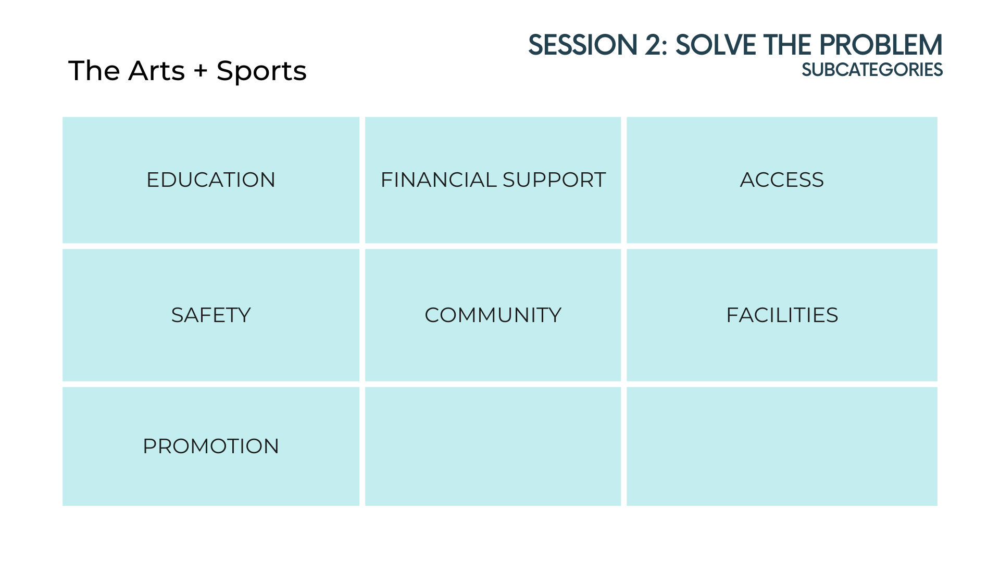 The Arts + Sports
SESSION 2: SOLVE THE PROBLEM
SUBCATEGORIES
EDUCATION
FINANCIAL SUPPORT
ACCESS
SAFETY
COMMUNITY
FACILITIES
PROMOTION